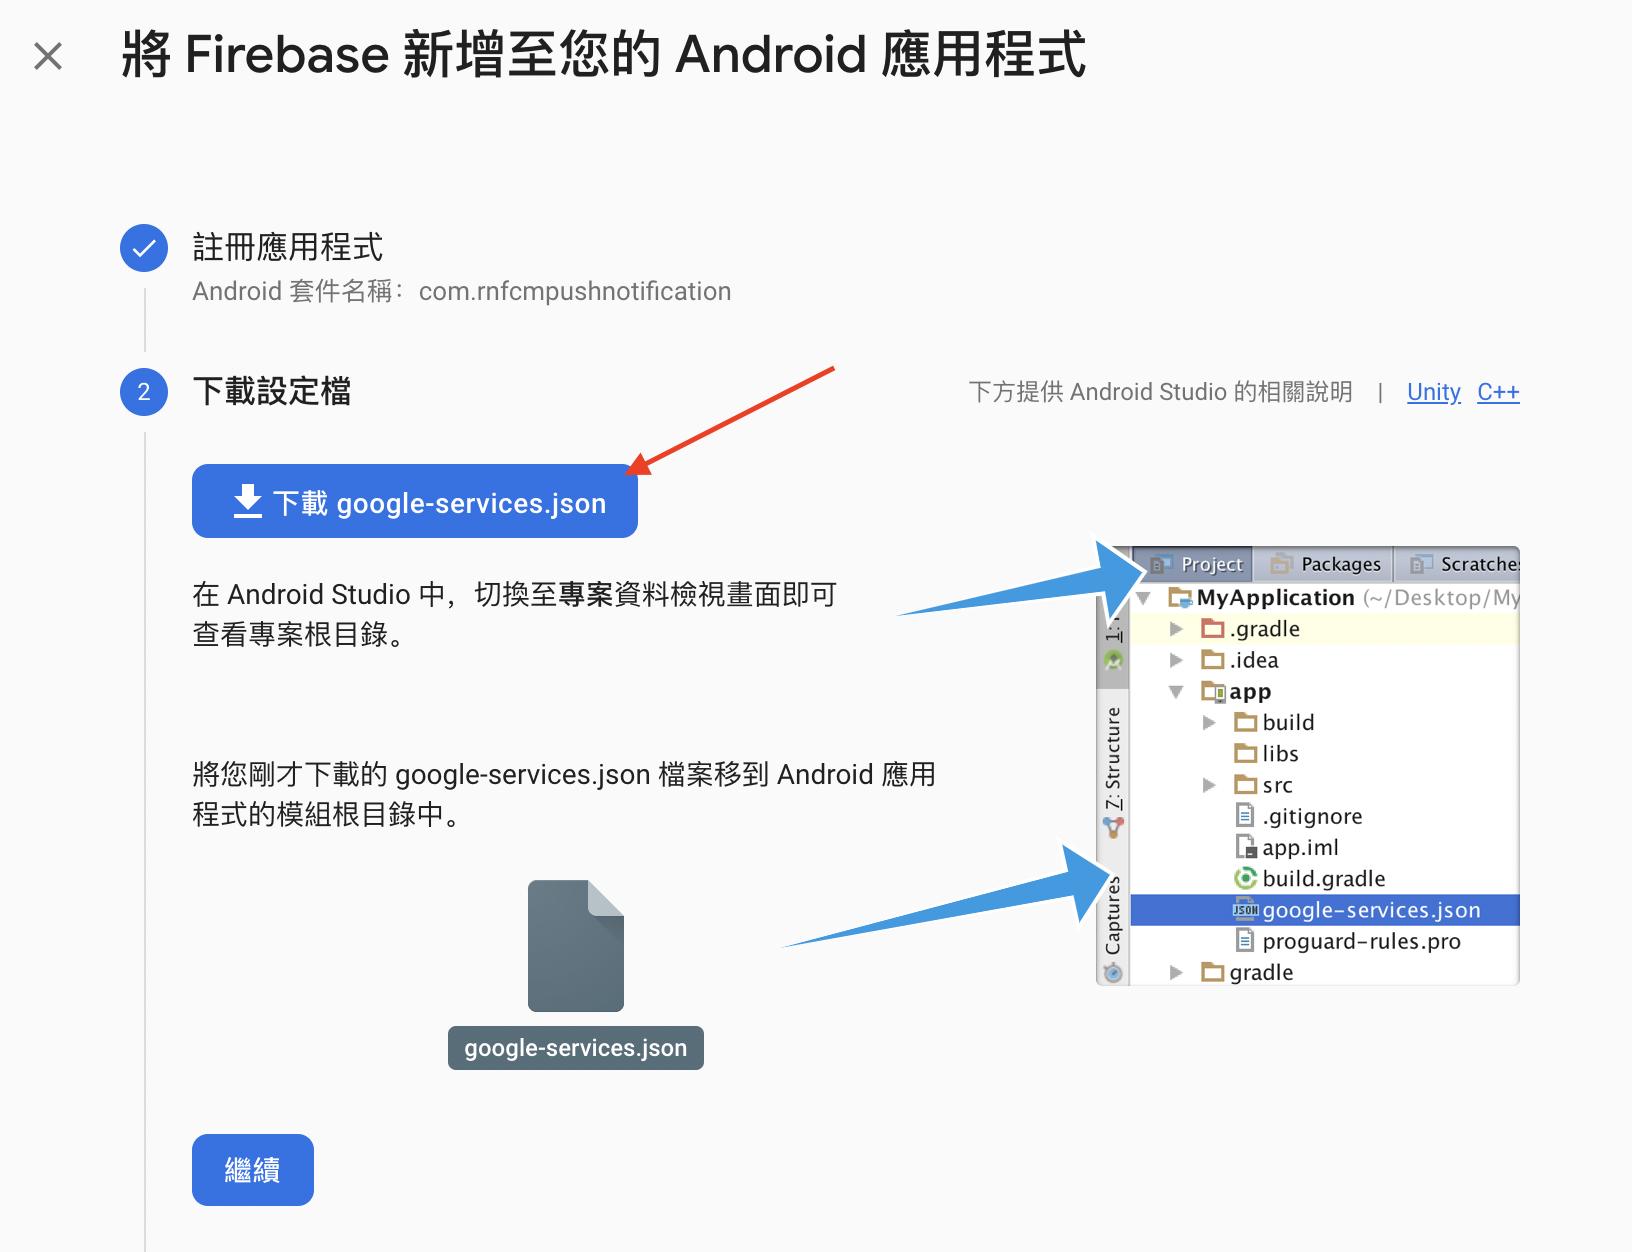 將 Firebase 新增至您的 Android 應用程式
註冊應用程式
Android 套件名稱：com.rnfcmpushnotification
2
下載設定檔
下方提供 Android Studio 的相關說明 | Unity C++
下載 google-services.json
在 Android Studio 中，切換至專案資料檢視畫面即可
查看專案根目錄。
將您剛才下載的 google-services.json 檔案移到 Android 應用
程式的模組根目錄中。
google-services.json
繼續
Project
Packages
Scratches
MyApplication (~/Desktop/My
.gradle
.idea
app
build
libs
src
.gitignore
app.iml
build.gradle
JSON google-services.json
proguard-rules.pro
gradle
1:
7: Structure
Captures